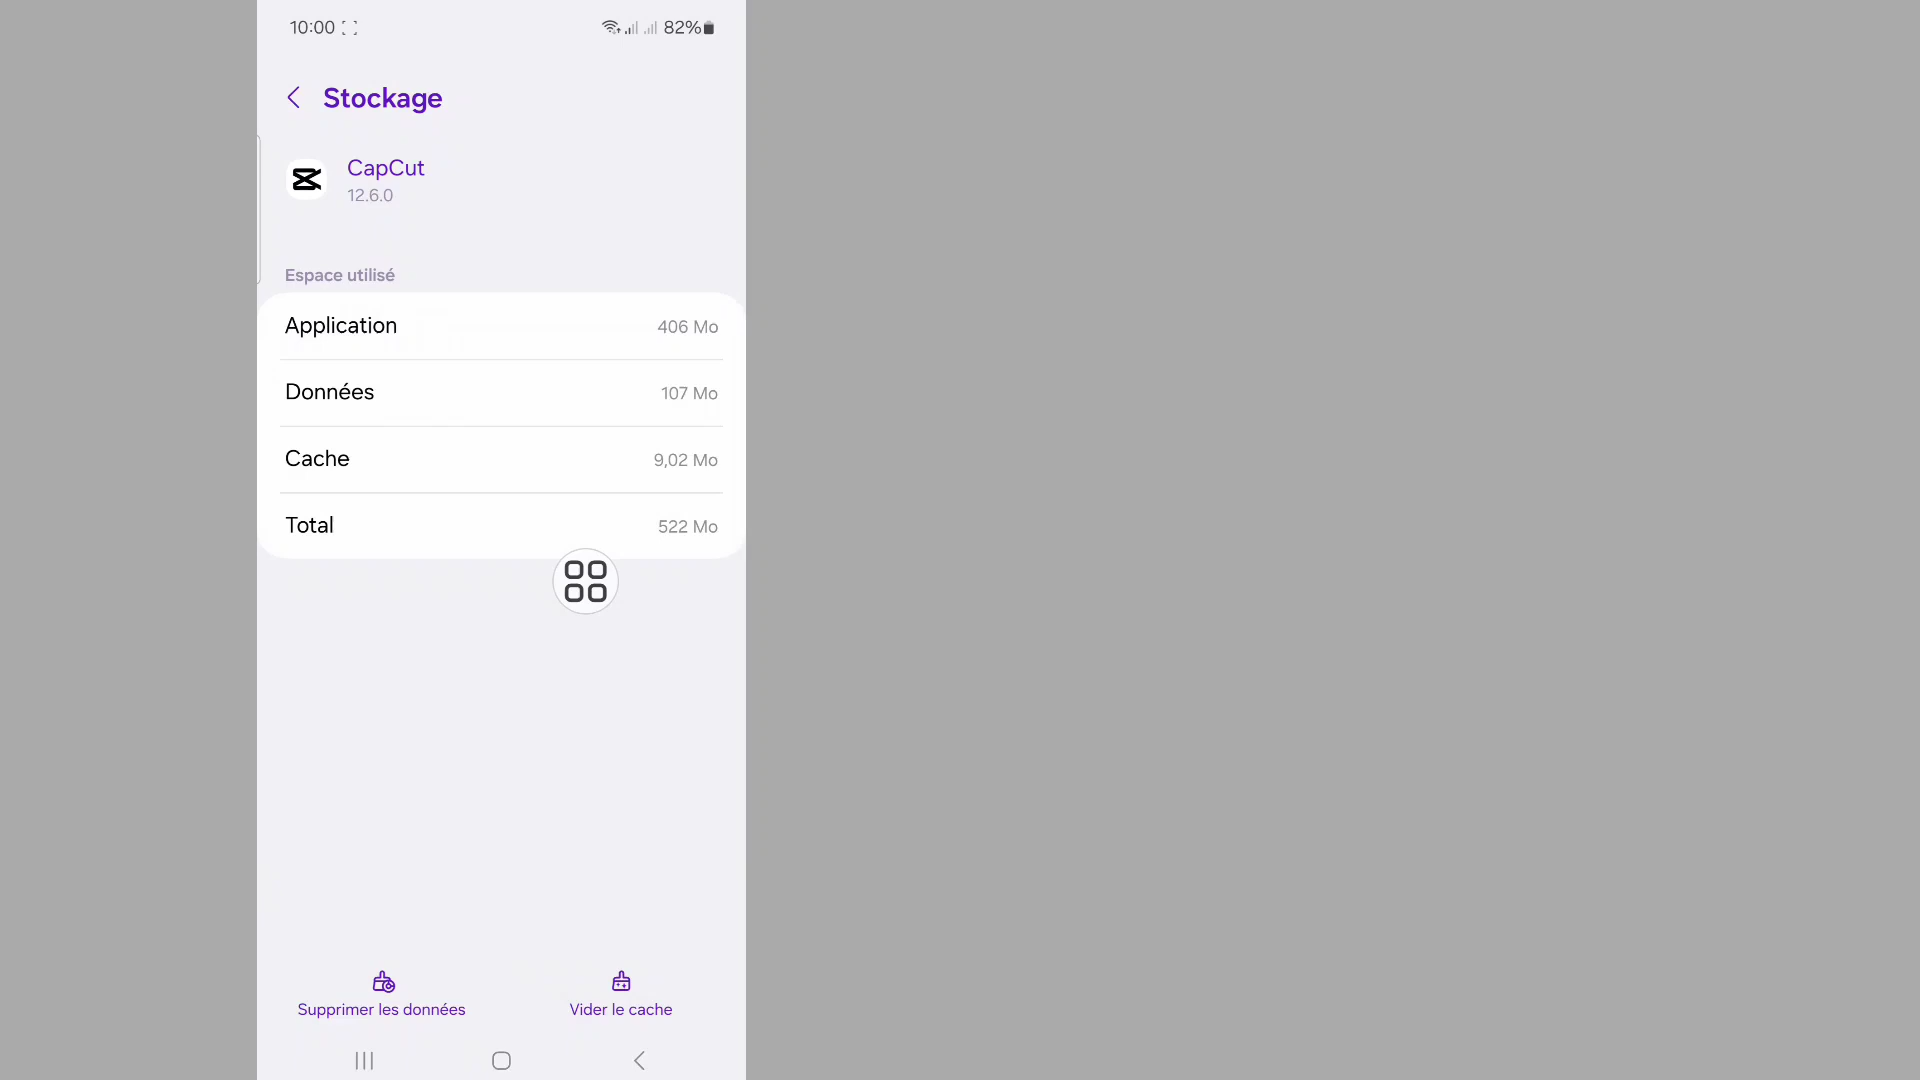 10:00 82%
Stockage
CapCut
12.6.0
Espace utilisé
Application 406 Mo
Données 107 Mo
Cache 9,02 Mo
Total 522 Mo
Supprimer les données Vider le cache